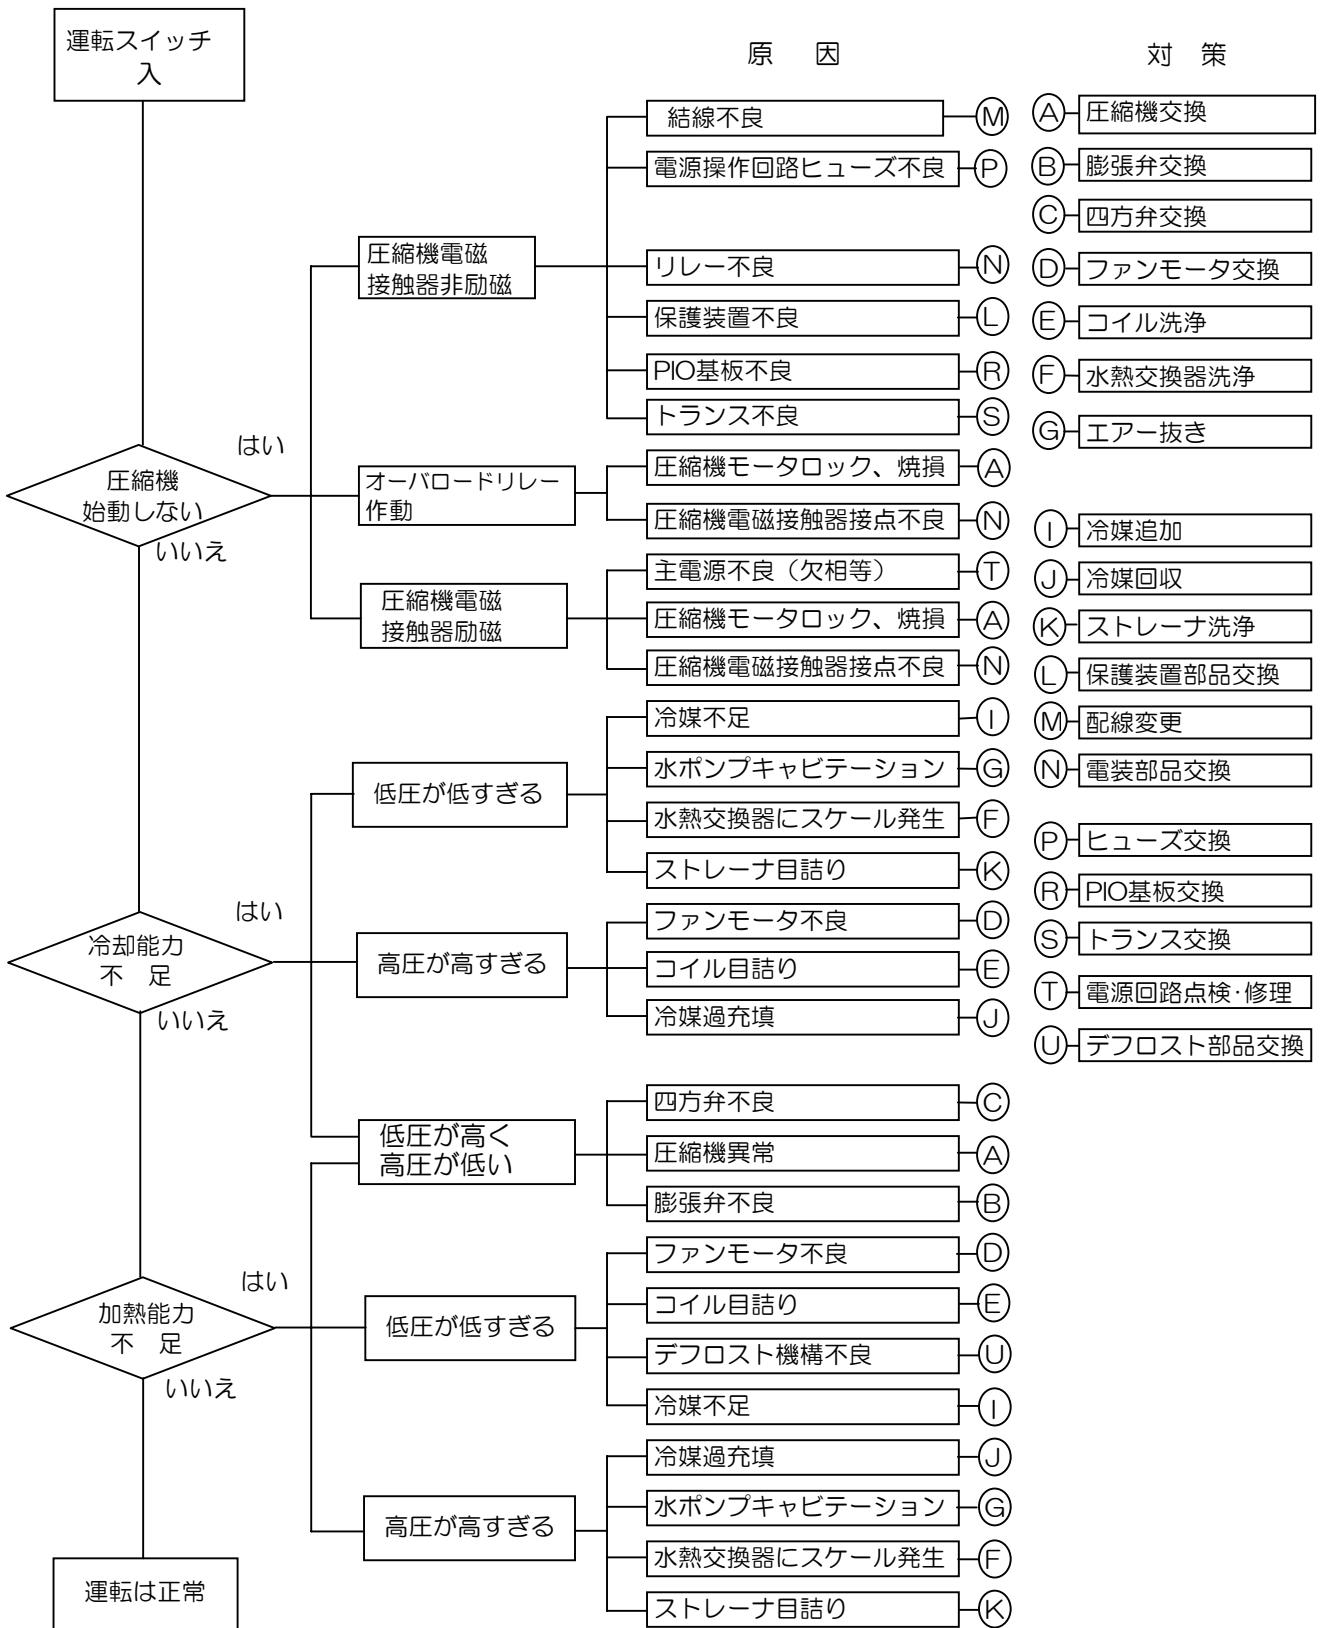 運転スイッチ
入
原　因
対　策
結線不良 M
電源操作回路ヒューズ不良 P
圧縮機電磁
接触器非励磁
リレー不良 N
保護装置不良 L
PIO基板不良 R
トランス不良 S
はい
圧縮機
始動しない
いいえ
オーバロードリレー
作動
圧縮機モータロック、焼損 A
圧縮機電磁接触器接点不良 N
圧縮機電磁
接触器励磁
主電源不良（欠相等） T
圧縮機モータロック、焼損 A
圧縮機電磁接触器接点不良 N
低圧が低すぎる
冷媒不足 I
水ポンプキャビテーション G
水熱交換器にスケール発生 F
ストレーナ目詰り K
はい
冷却能力
不　足
いいえ
高圧が高すぎる
ファンモータ不良 D
コイル目詰り E
冷媒過充填 J
低圧が高く
高圧が低い
四方弁不良 C
圧縮機異常 A
膨張弁不良 B
はい
加熱能力
不　足
いいえ
低圧が低すぎる
ファンモータ不良 D
コイル目詰り E
デフロスト機構不良 U
冷媒不足 I
高圧が高すぎる
冷媒過充填 J
水ポンプキャビテーション G
水熱交換器にスケール発生 F
ストレーナ目詰り K
運転は正常
A 圧縮機交換
B 膨張弁交換
C 四方弁交換
D ファンモータ交換
E コイル洗浄
F 水熱交換器洗浄
G エアー抜き
I 冷媒追加
J 冷媒回収
K ストレーナ洗浄
L 保護装置部品交換
M 配線変更
N 電装部品交換
P ヒューズ交換
R PIO基板交換
S トランス交換
T 電源回路点検･修理
U デフロスト部品交換